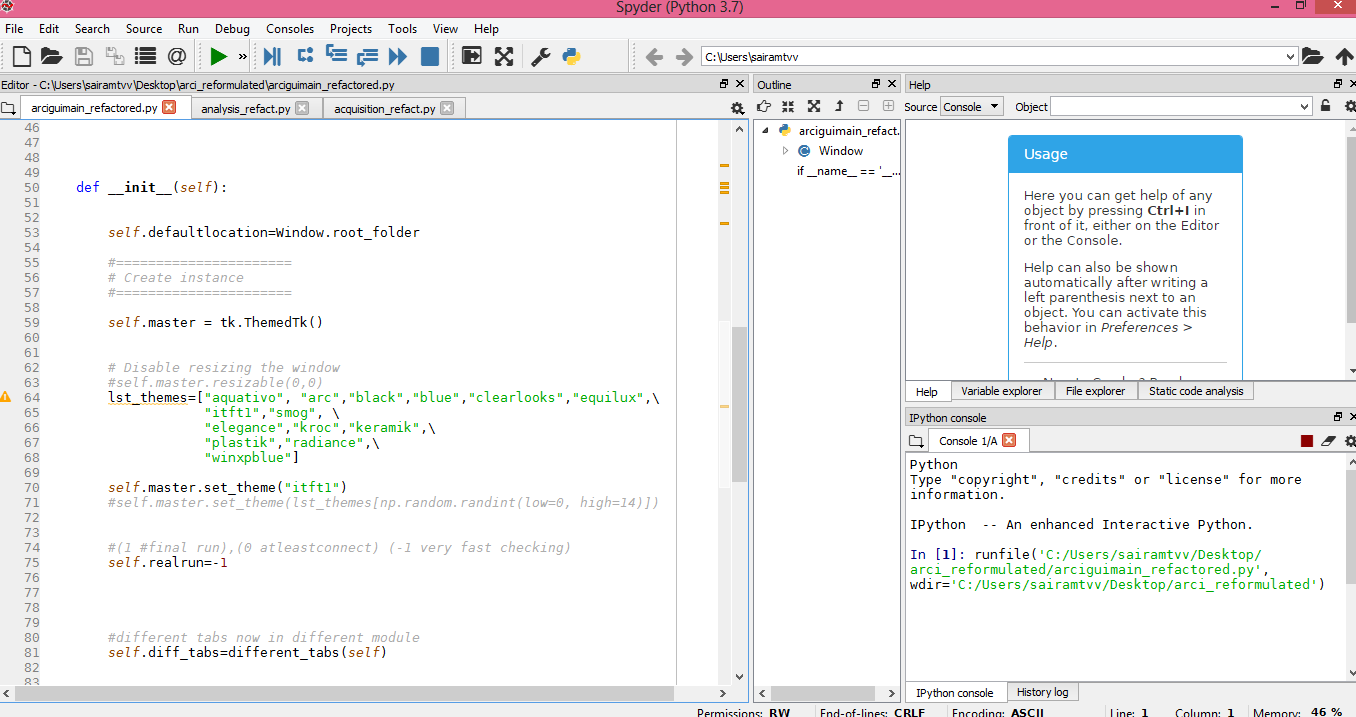 Spyder (Python 3.7)
File Edit Search Source Run Debug Consoles Projects Tools View Help
C:\Users\sairamtvv
Editor - C:\Users\sairamtvv\Desktop\arci_reformulated\arciguimain_refactored.py
arciguimain_refactored.py analysis_refact.py acquisition_refact.py
46
47
48
49
50 def __init__(self):
51
52
53 self.defaultlocation=Window.root_folder
54
55 #======================
56 # Create instance
57 #======================
58
59 self.master = tk.ThemedTk()
60
61
62 # Disable resizing the window
63 #self.master.resizable(0,0)
64 lst_themes=["aquativo", "arc","black","blue","clearlooks","equilux",\
65 "itft1","smog", \
66 "elegance","kroc","keramik",\
67 "plastik","radiance",\
68 "winxpblue"]
69
70 self.master.set_theme("itft1")
71 #self.master.set_theme(lst_themes[np.random.randint(low=0, high=14)])
72
73
74 #(1 #final run),(0 atleastconnect) (-1 very fast checking)
75 self.realrun=-1
76
77
78
79
80 #different tabs now in different module
81 self.diff_tabs=different_tabs(self)
82
83
Outline
arciguimain_refact.
Window
if __name__ == '__...
Help
Source Console Object
Usage
Here you can get help of any
object by pressing Ctrl+I in
front of it, either on the Editor
or the Console.
Help can also be shown
automatically after writing a
left parenthesis next to an
object. You can activate this
behavior in Preferences >
Help.
Help Variable explorer File explorer Static code analysis
IPython console
Console 1/A
Python
Type "copyright", "credits" or "license" for more
information.
IPython -- An enhanced Interactive Python.
In [1]: runfile('C:/Users/sairamtvv/Desktop/
arci_reformulated/arciguimain_refactored.py',
wdir='C:/Users/sairamtvv/Desktop/arci_reformulated')
IPython console History log
Permissions: RW End-of-lines: CRLF Encoding: ASCII Line: 1 Column: 1 Memory: 46 %